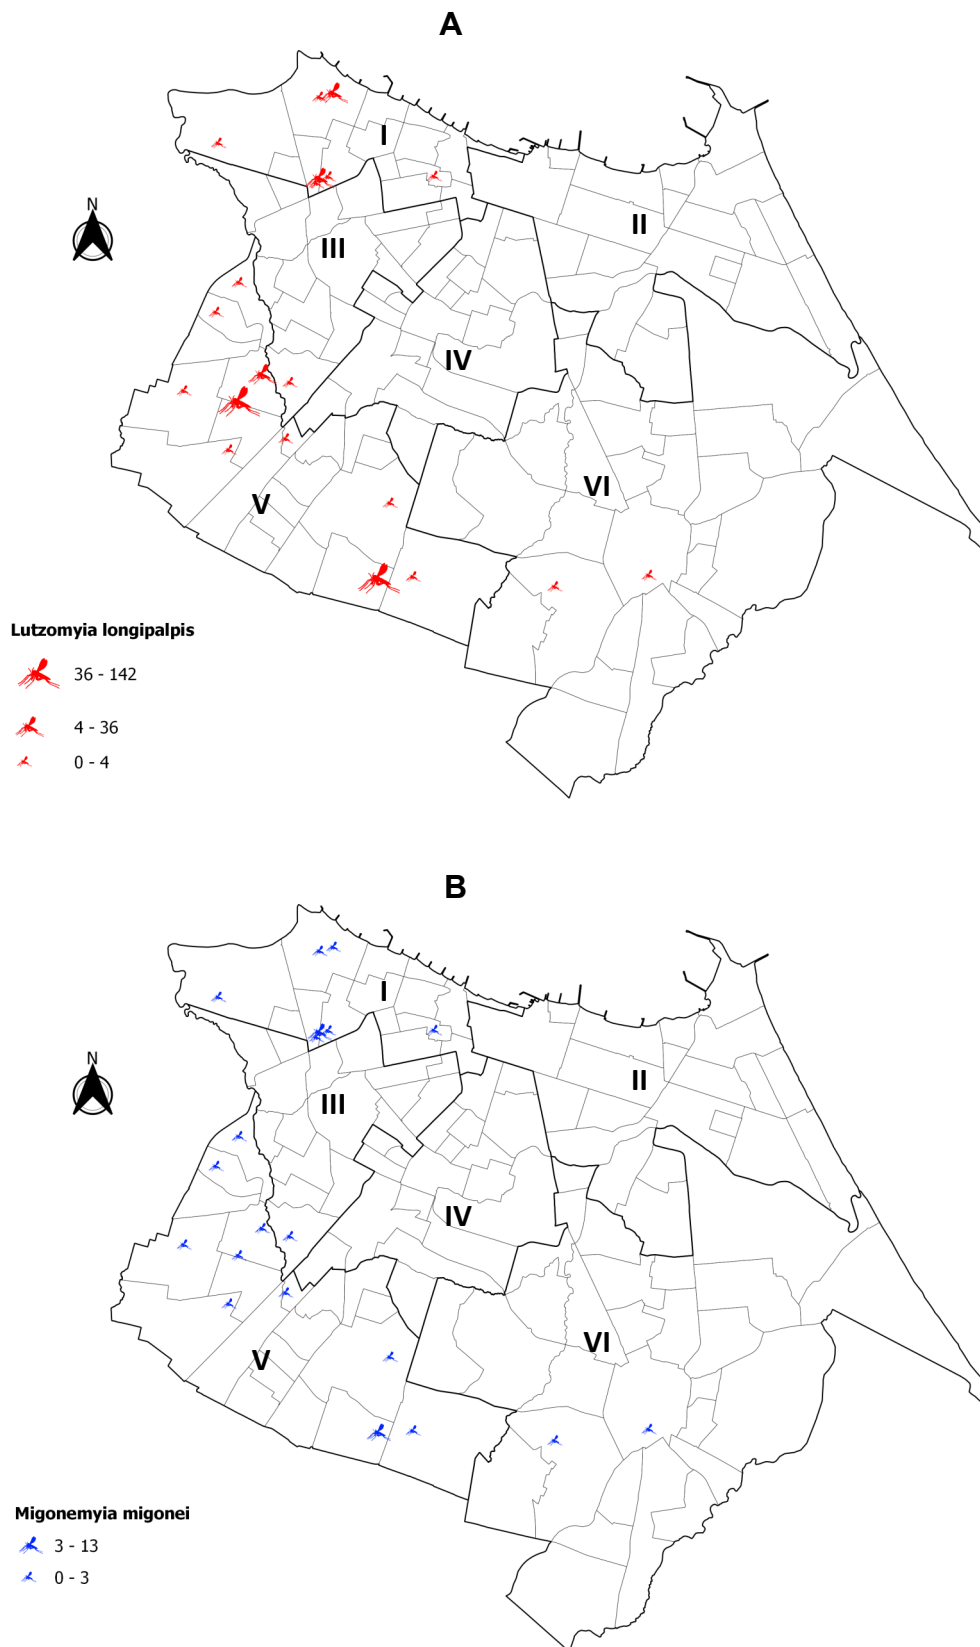 A
I
II
N
III
IV
VI
V
Lutzomyia longipalpis
36 - 142
4 - 36
0 - 4
B
I
II
N
III
IV
VI
V
Migonemyia migonei
3 - 13
0 - 3